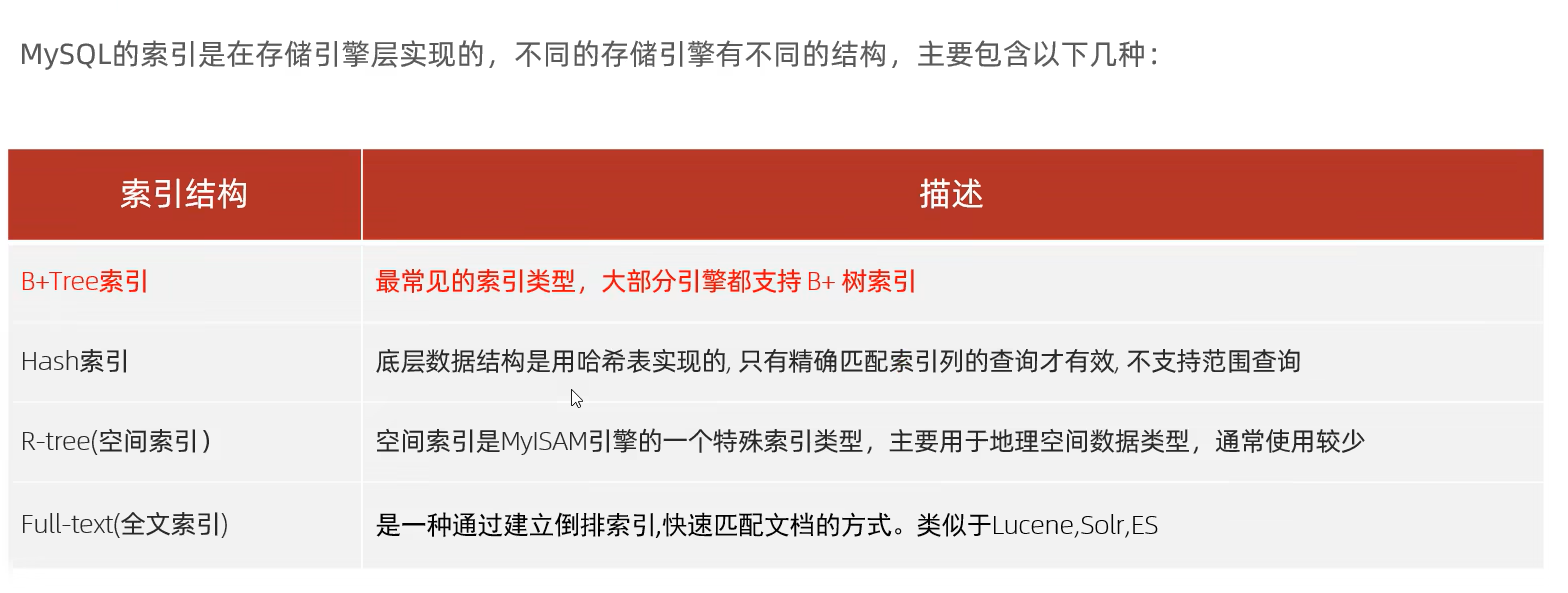 MySQL的索引是在存储引擎层实现的，不同的存储引擎有不同的结构，主要包含以下几种：
索引结构 描述
B+Tree索引 最常见的索引类型，大部分引擎都支持 B+ 树索引
Hash索引 底层数据结构是用哈希表实现的, 只有精确匹配索引列的查询才有效, 不支持范围查询
R-tree(空间索引） 空间索引是MyISAM引擎的一个特殊索引类型，主要用于地理空间数据类型，通常使用较少
Full-text(全文索引) 是一种通过建立倒排索引,快速匹配文档的方式。类似于Lucene,Solr,ES